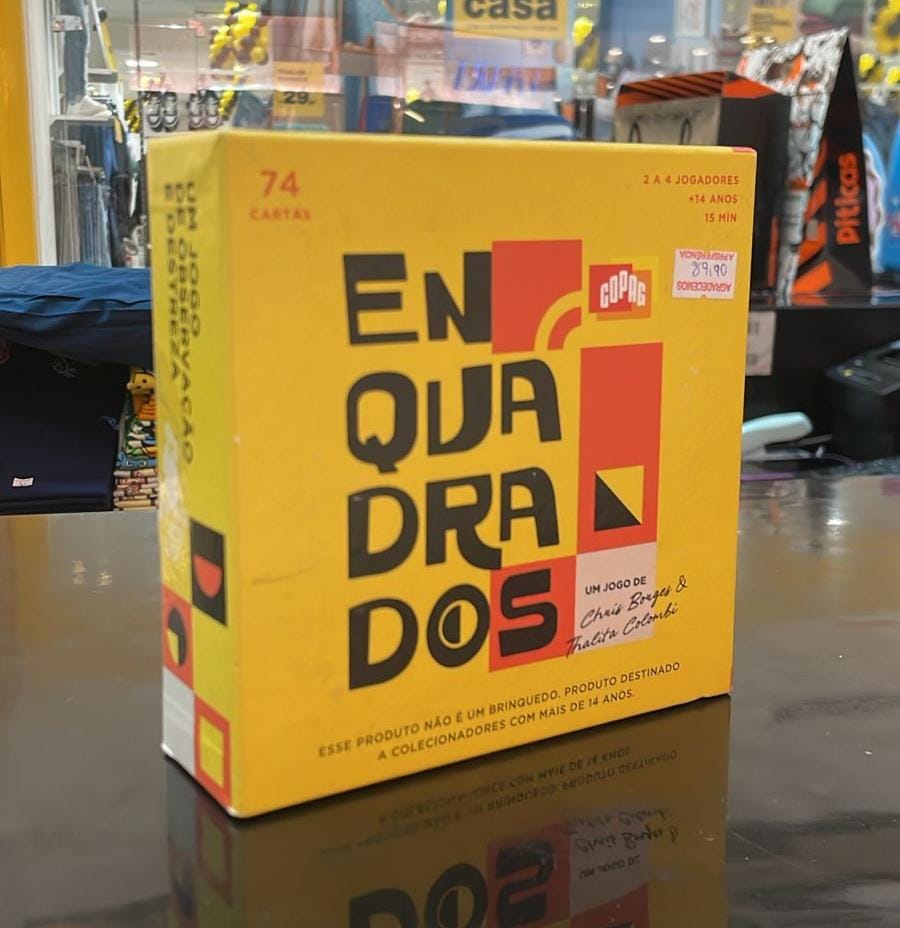 casa
29
piticas
74
CARTAS
2 A 4 JOGADORES
+14 ANOS
15 MIN
UM JOGO
DE OBSERVAÇÃO
E DESTREZA
EN
QUA
DRA
DOS
COPAG
AGRADECEMOS
89,90
A PREFERÊNCIA
UM JOGO DE
Chris Borges &
Thalita Colombi
ESSE PRODUTO NÃO É UM BRINQUEDO. PRODUTO DESTINADO
A COLECIONADORES COM MAIS DE 14 ANOS.